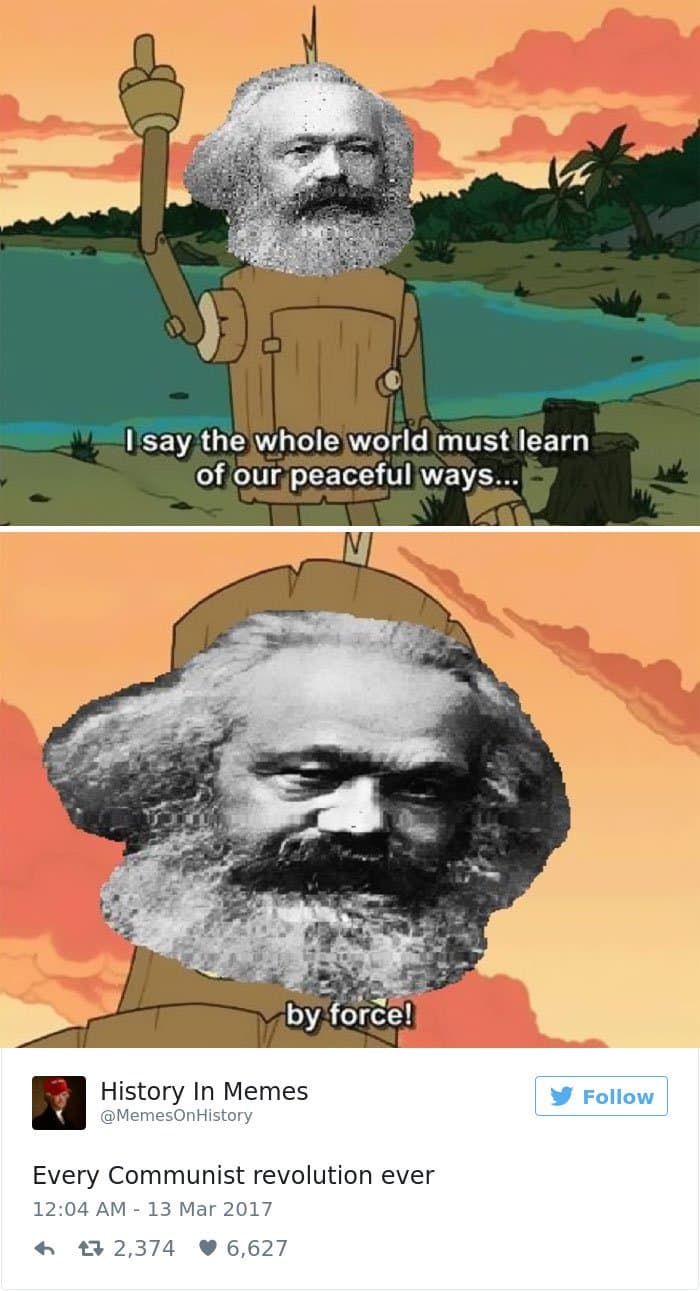 I say the whole world must learn
of our peaceful ways...
by force!
History In Memes
@MemesOnHistory
Follow
Every Communist revolution ever
12:04 AM - 13 Mar 2017
2,374 6,627